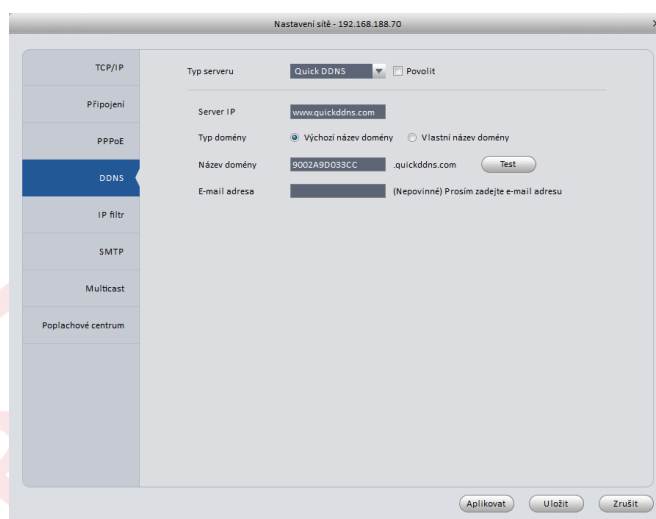 Nastavení sítě - 192.168.188.70
TCP/IP
Připojení
PPPoE
DDNS
IP filtr
SMTP
Multicast
Poplachové centrum
Typ serveru Quick DDNS Povolit
Server IP www.quickddns.com
Typ domény Výchozí název domény Vlastní název domény
Název domény 9002A9D033CC .quickddns.com Test
E-mail adresa (Nepovinné) Prosím zadejte e-mail adresu
Aplikovat Uložit Zrušit